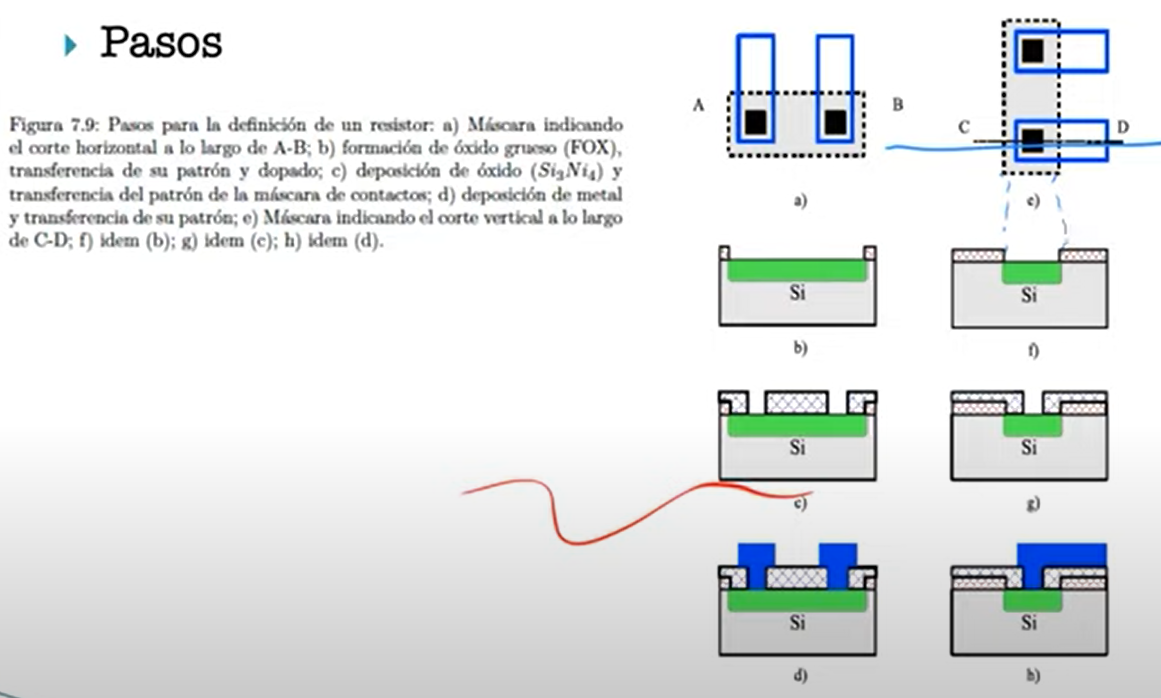 Pasos
Figura 7.9: Pasos para la definición de un resistor: a) Máscara indicando
el corte horizontal a lo largo de A-B; b) formación de óxido grueso (FOX),
transferencia de su patrón y dopado; c) deposición de óxido (Si₃Ni₄) y
transferencia del patrón de la máscara de contactos; d) deposición de metal
y transferencia de su patrón; e) Máscara indicando el corte vertical a lo largo
de C-D; f) idem (b); g) idem (c); h) idem (d).
A B
C D
a) e)
Si Si
b) f)
Si Si
c) g)
Si Si
d) h)